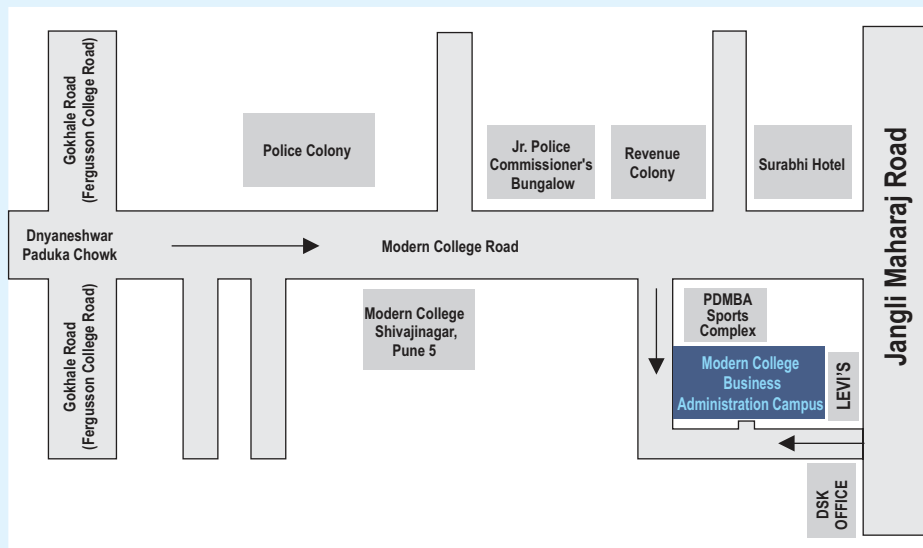 Gokhale Road
(Fergusson College Road)
Police Colony
Jr. Police
Commissioner's
Bungalow
Revenue
Colony
Surabhi Hotel
Jangli Maharaj Road
Dnyaneshwar
Paduka Chowk
Modern College Road
Gokhale Road
(Fergusson College Road)
Modern College
Shivajinagar,
Pune 5
PDMBA
Sports
Complex
Modern College
Business
Administration Campus
LEVI'S
DSK
OFFICE